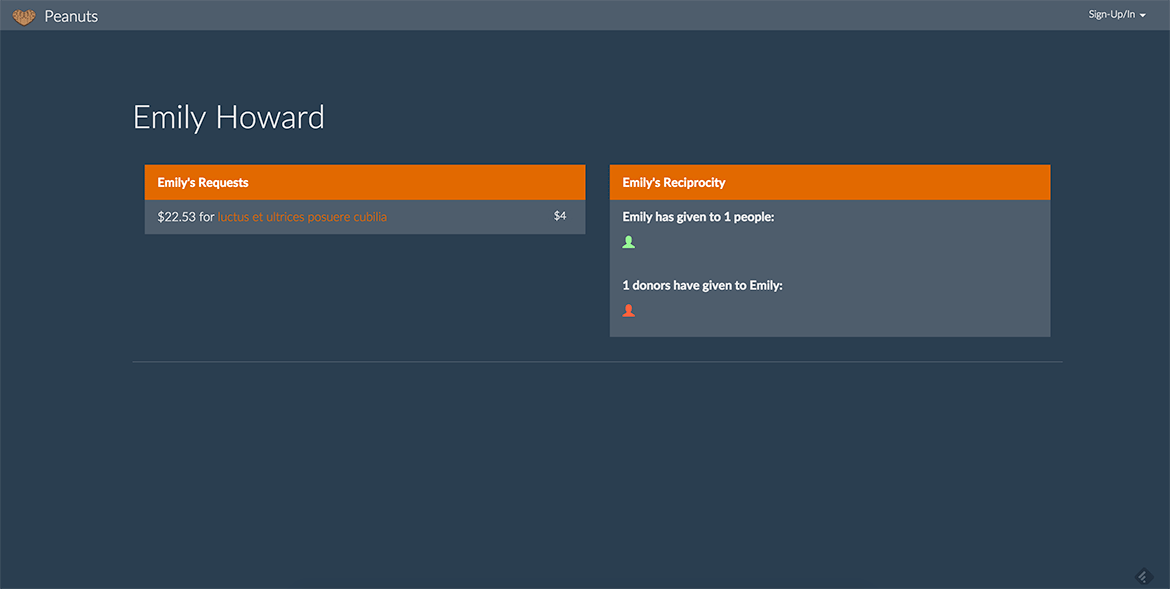 Peanuts
Sign-Up/In
Emily Howard
Emily's Requests
$22.53 for luctus et ultrices posuere cubilia $4
Emily's Reciprocity
Emily has given to 1 people:
1 donors have given to Emily: